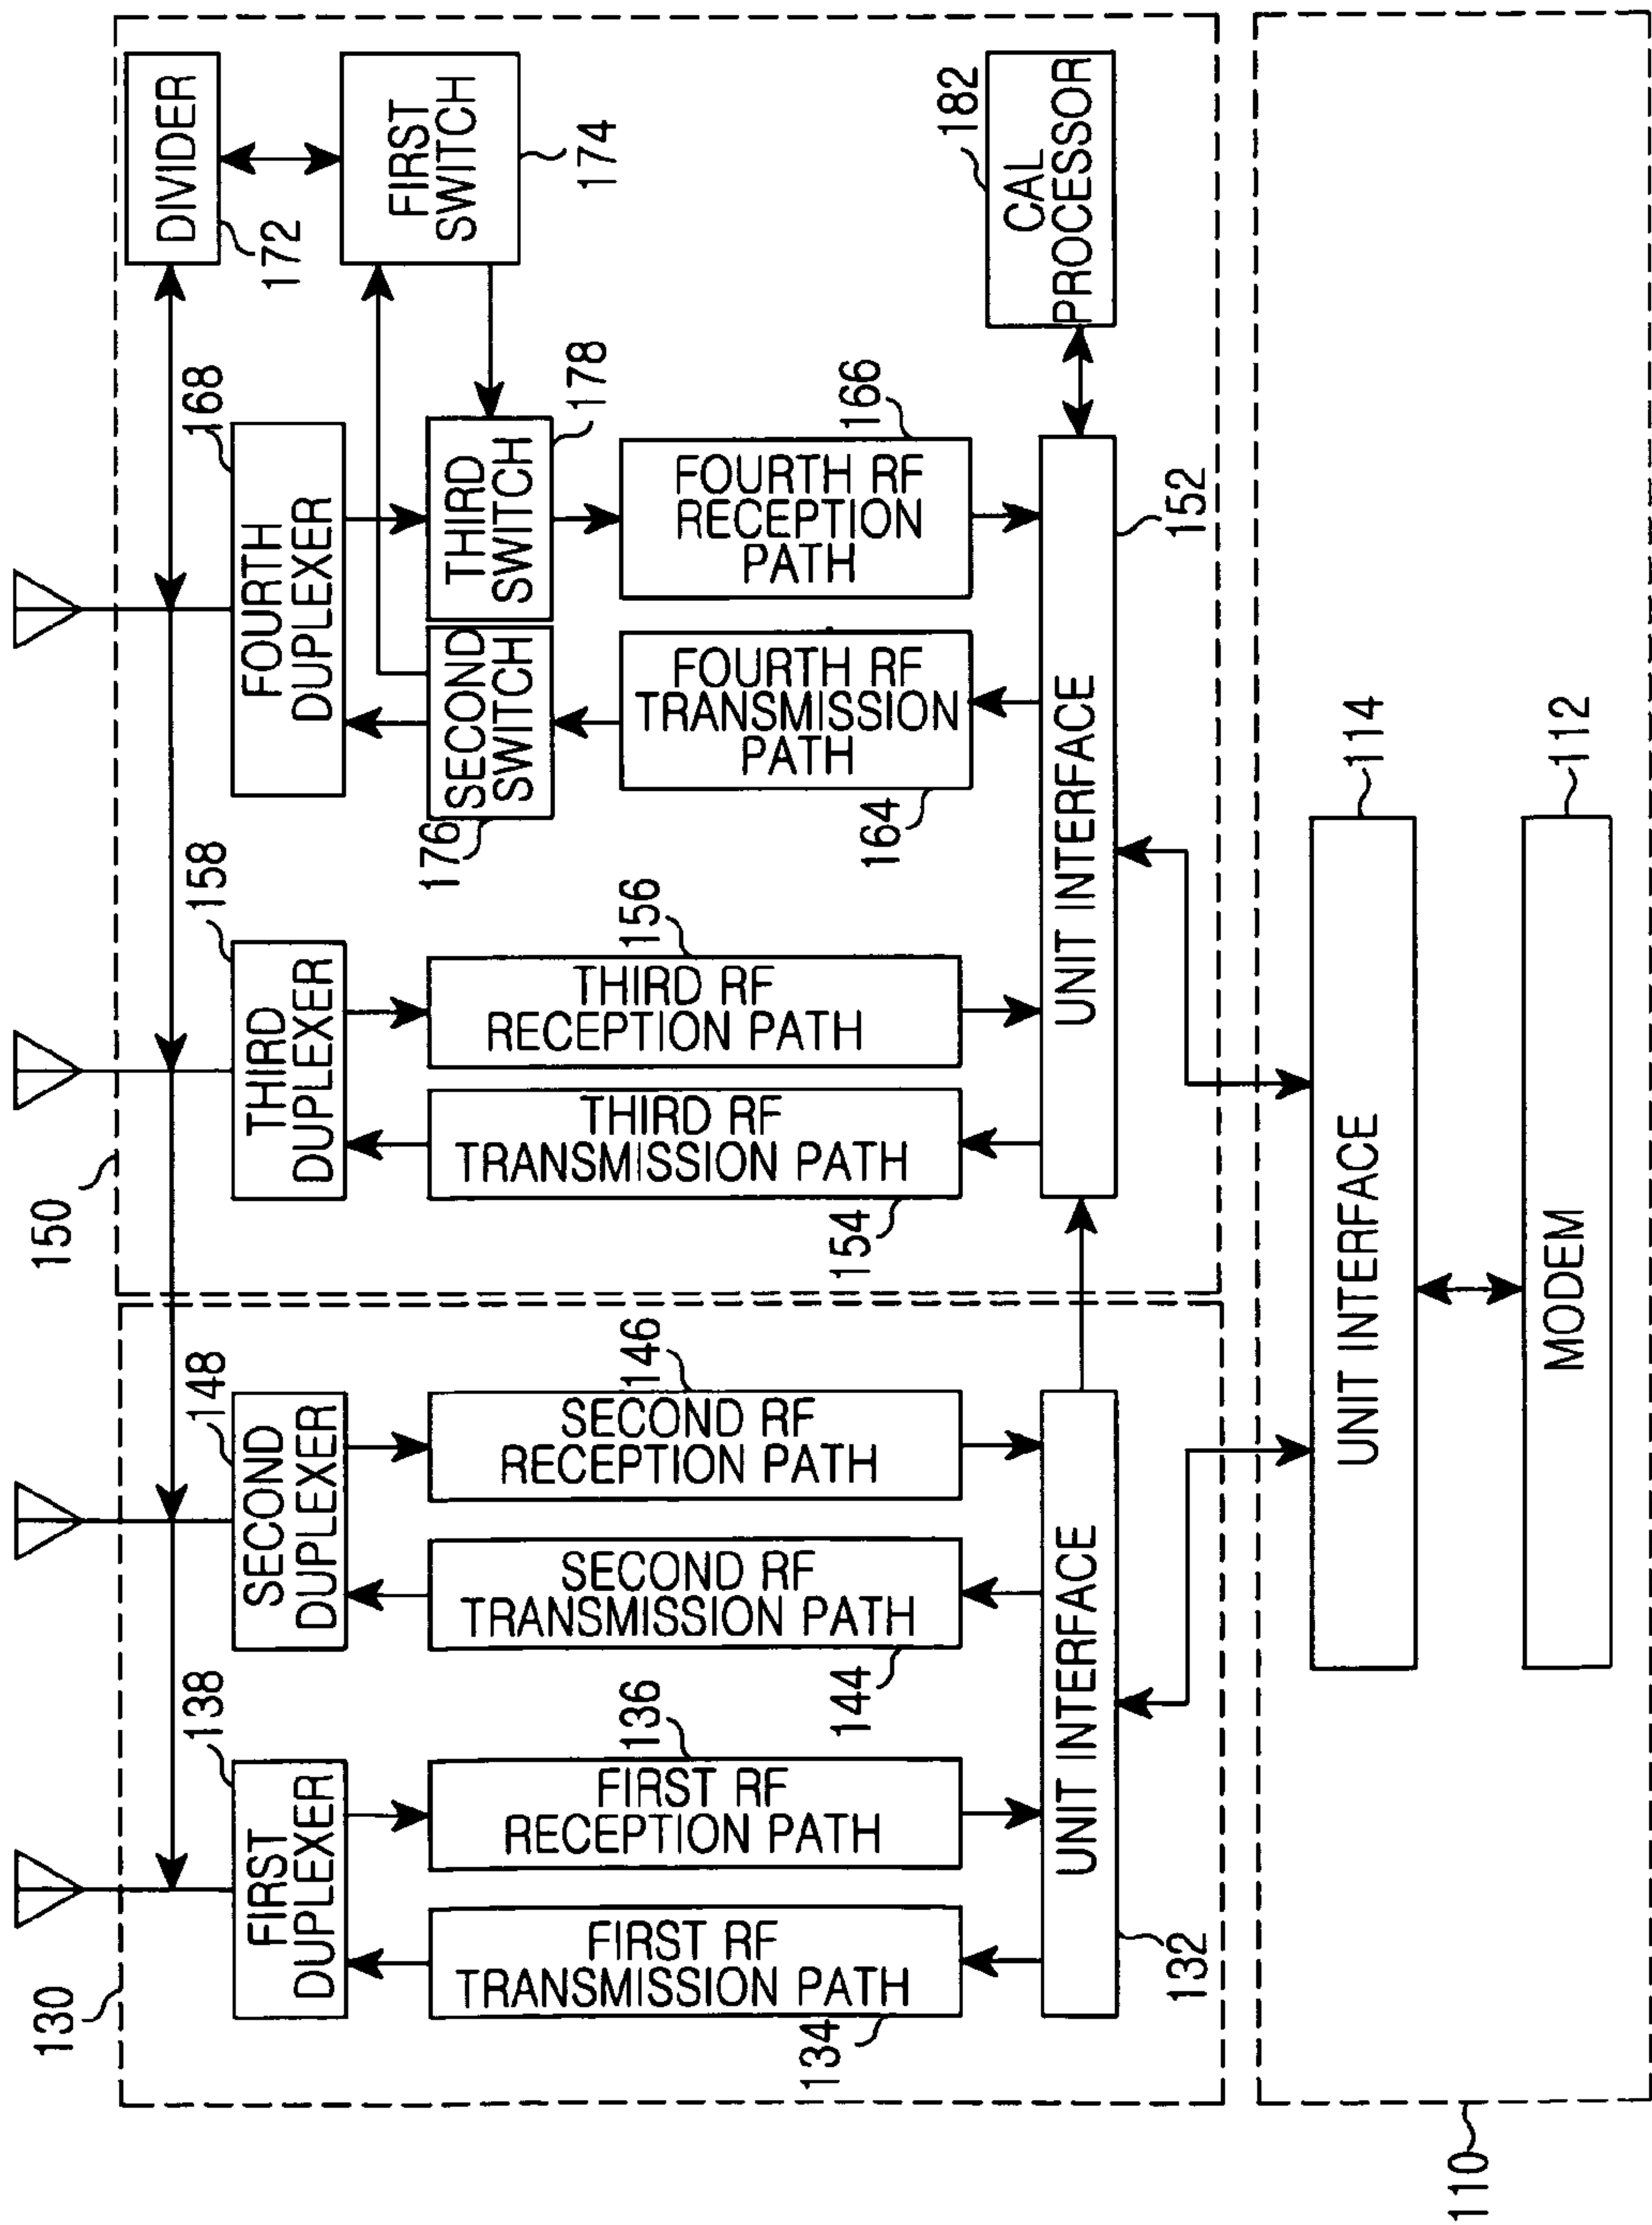 110
130
150
138
FIRST
DUPLEXER
148
SECOND
DUPLEXER
158
THIRD
DUPLEXER
168
FOURTH
DUPLEXER
DIVIDER
172
FIRST
SWITCH
174
176
SECOND
SWITCH
THIRD
SWITCH
178
FIRST RF
TRANSMISSION PATH
134
136
FIRST RF
RECEPTION PATH
SECOND RF
TRANSMISSION PATH
144
146
SECOND RF
RECEPTION PATH
THIRD RF
TRANSMISSION PATH
154
156
THIRD RF
RECEPTION PATH
FOURTH RF
TRANSMISSION
PATH
164
166
FOURTH RF
RECEPTION
PATH
182
CAL
PROCESSOR
UNIT INTERFACE
132
UNIT INTERFACE
152
UNIT INTERFACE
114
MODEM
112